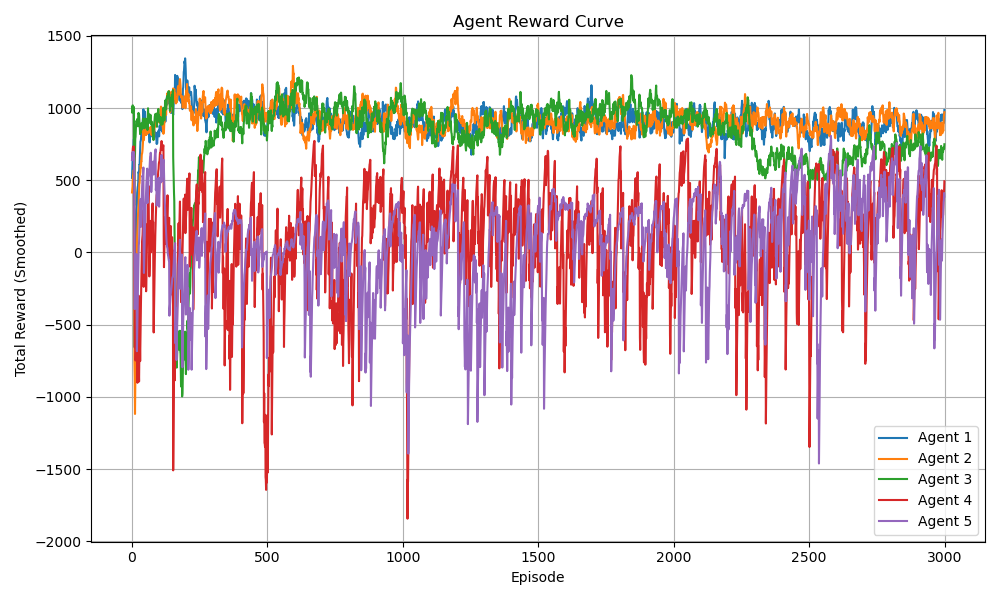 Agent Reward Curve
Total Reward (Smoothed)
1500
1000
500
0
−500
−1000
−1500
−2000
0
500
1000
1500
2000
2500
3000
Episode
Agent 1
Agent 2
Agent 3
Agent 4
Agent 5